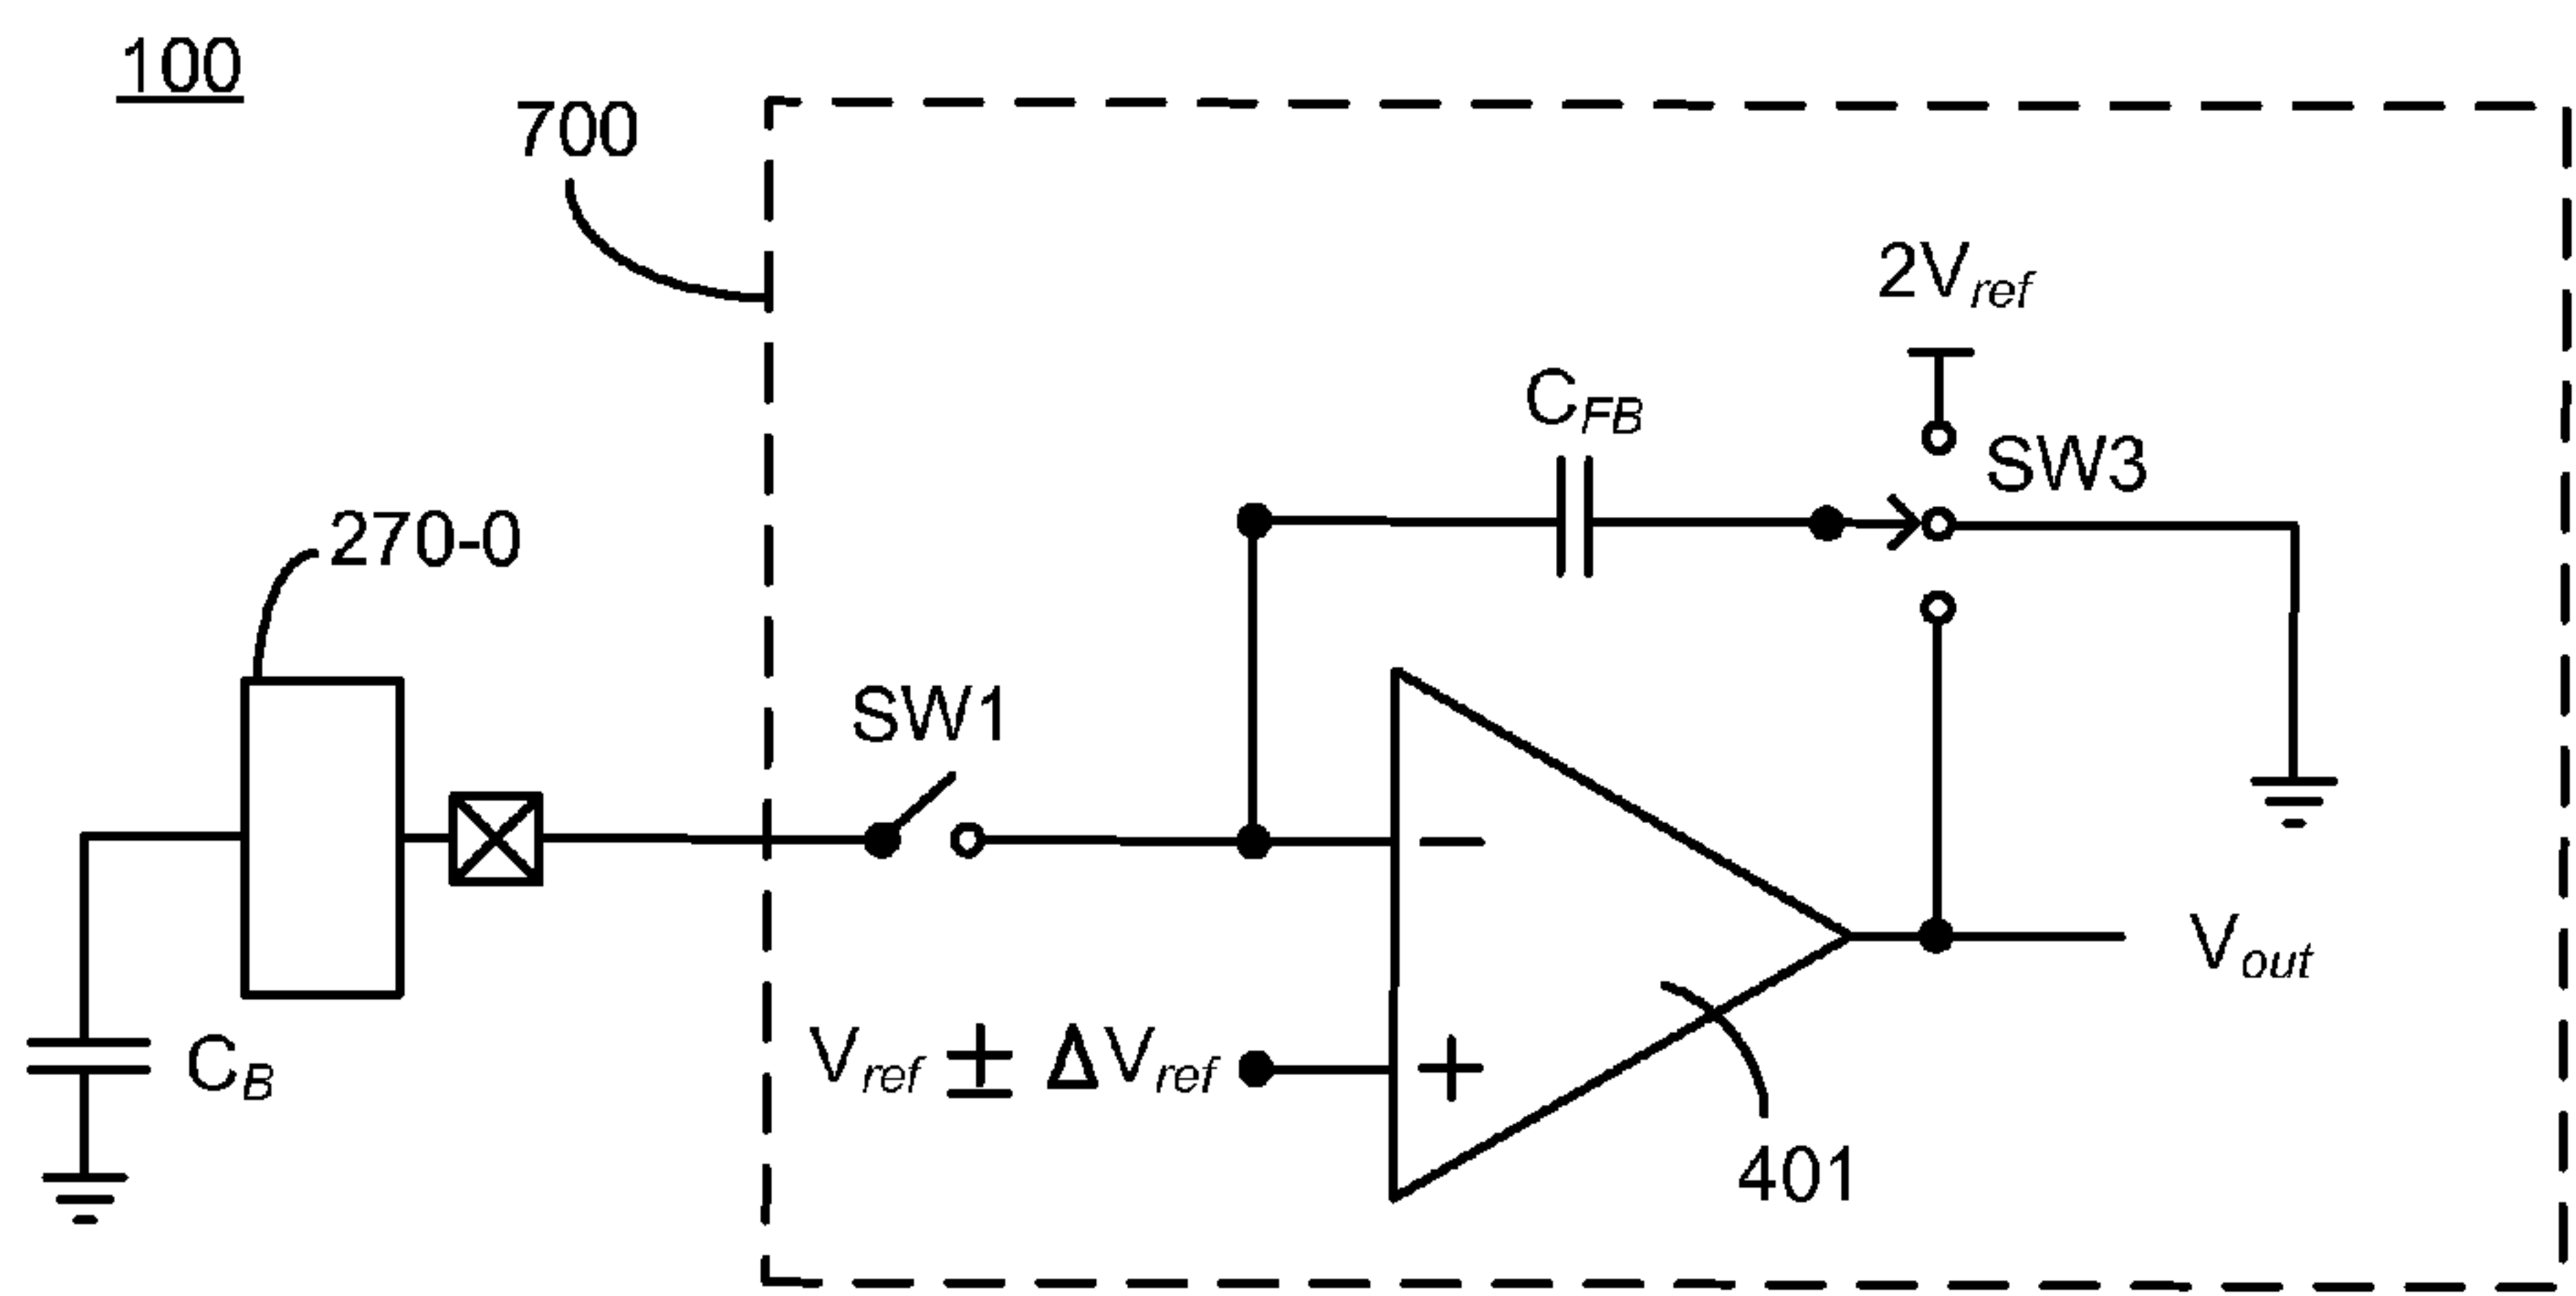 100
700
2Vref
CFB
SW3
270-0
SW1
Vref ± ΔVref
−
+
Vout
CB
401